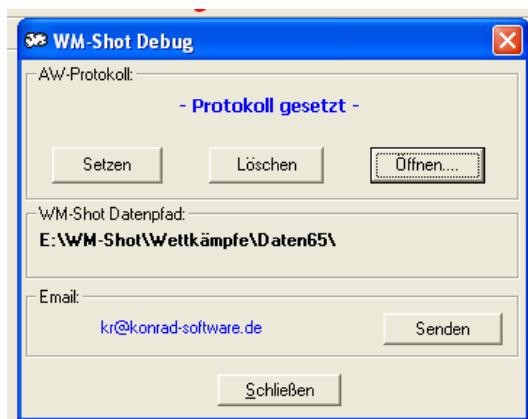 WM-Shot Debug
AW-Protokoll:
- Protokoll gesetzt -
Setzen
Löschen
Öffnen....
WM-Shot Datenpfad:
E:\WM-Shot\Wettkämpfe\Daten65\
Email:
kr@konrad-software.de
Senden
Schließen